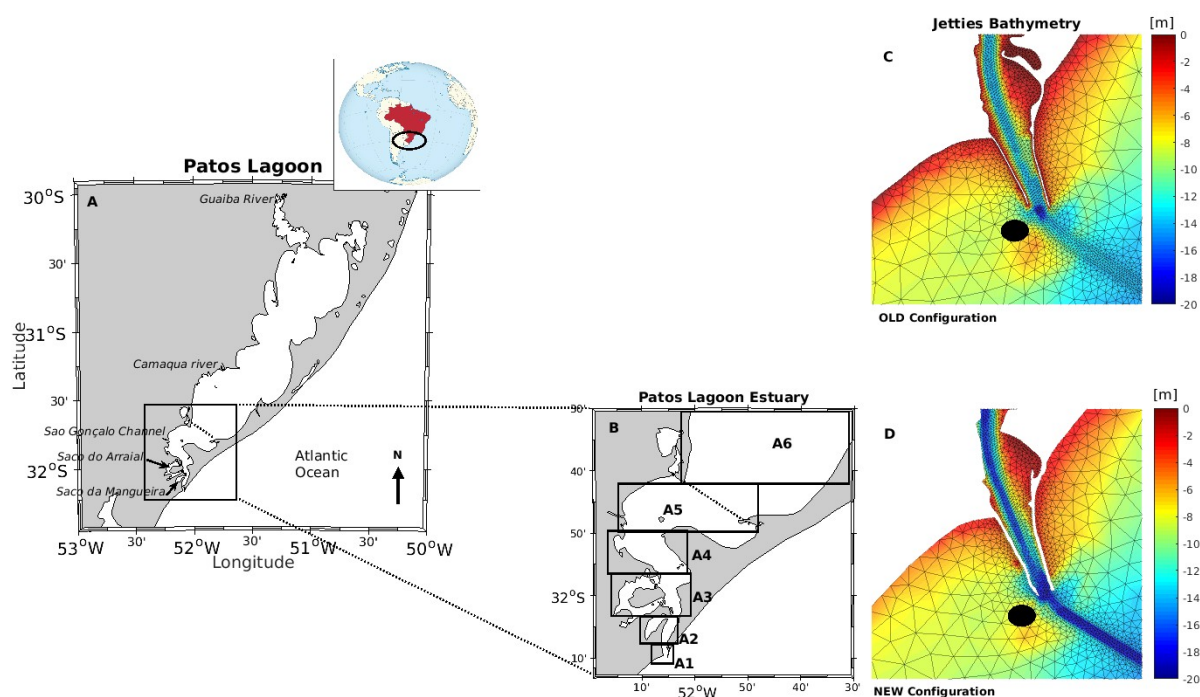 Patos Lagoon
A
Guaiba River
Camaqua river
Sao Gonçalo Channel
Saco do Arraial
Saco da Mangueira
Atlantic
Ocean
N
30°S
30'
31°S
30'
32°S
Latitude
53°W
30'
52°W
30'
51°W
30'
50°W
Longitude
Patos Lagoon Estuary
B
A6
A5
A4
A3
A2
A1
30'
40'
50'
32°S
10'
10'
52°W
50'
40'
30'
Jetties Bathymetry
[m]
C
0
-2
-4
-6
-8
-10
-12
-14
-16
-18
-20
OLD Configuration
[m]
D
0
-2
-4
-6
-8
-10
-12
-14
-16
-18
-20
NEW Configuration